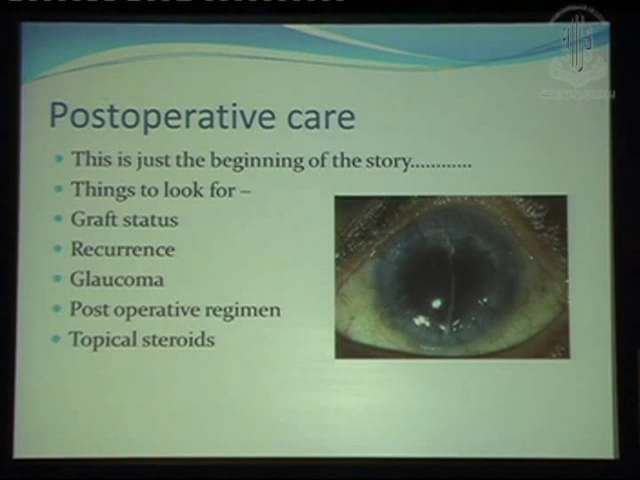 Postoperative care
This is just the beginning of the story............
Things to look for –
Graft status
Recurrence
Glaucoma
Post operative regimen
Topical steroids